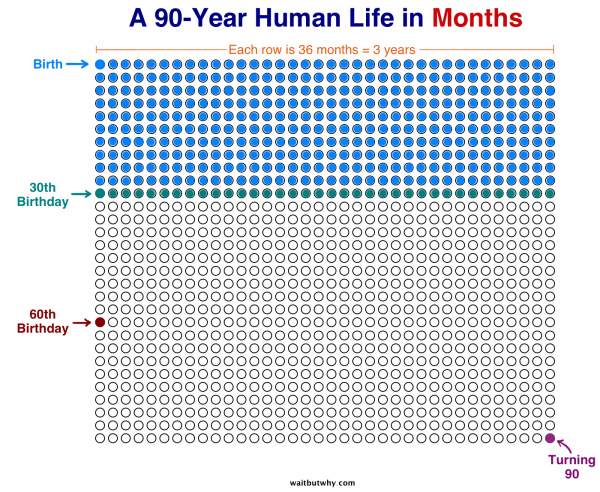 A 90-Year Human Life in Months
Each row is 36 months = 3 years
Birth
30th
Birthday
60th
Birthday
Turning
90
waitbutwhy.com